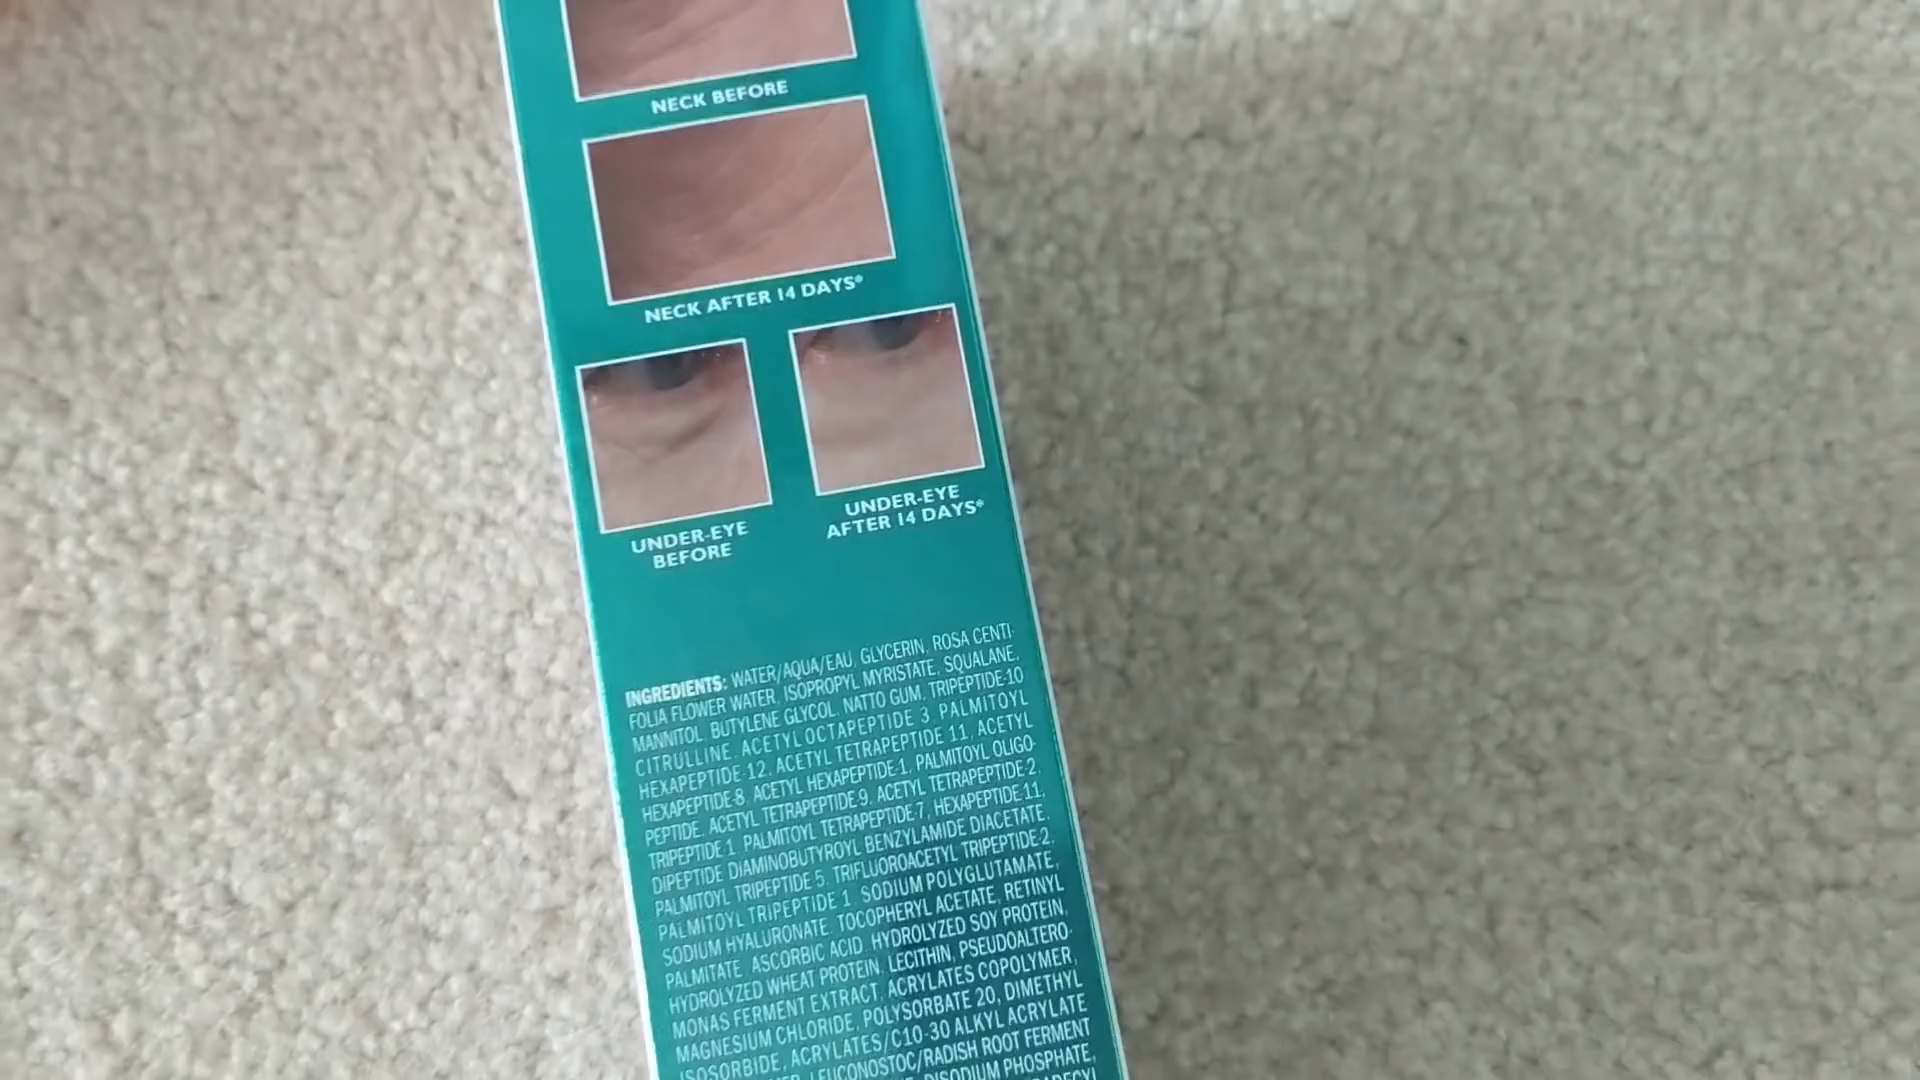 NECK BEFORE
NECK AFTER 14 DAYS*
UNDER-EYE
BEFORE
UNDER-EYE
AFTER 14 DAYS*
INGREDIENTS: WATER/AQUA/EAU, GLYCERIN, ROSA CENTI-
FOLIA FLOWER WATER, ISOPROPYL MYRISTATE, SQUALANE,
MANNITOL, BUTYLENE GLYCOL, NATTO GUM, TRIPEPTIDE-10
CITRULLINE, ACETYL OCTAPEPTIDE 3, PALMITOYL
HEXAPEPTIDE-12, ACETYL TETRAPEPTIDE 11, ACETYL
HEXAPEPTIDE-8, ACETYL HEXAPEPTIDE-1, PALMITOYL OLIGO-
PEPTIDE, ACETYL TETRAPEPTIDE 9, ACETYL TETRAPEPTIDE-2,
TRIPEPTIDE 1, PALMITOYL TETRAPEPTIDE-7, HEXAPEPTIDE 11,
DIPEPTIDE DIAMINOBUTYROYL BENZYLAMIDE DIACETATE,
PALMITOYL TRIPEPTIDE 5, TRIFLUOROACETYL TRIPEPTIDE-2,
PALMITOYL TRIPEPTIDE 1, SODIUM POLYGLUTAMATE,
SODIUM HYALURONATE, TOCOPHERYL ACETATE, RETINYL
PALMITATE, ASCORBIC ACID, HYDROLYZED SOY PROTEIN,
HYDROLYZED WHEAT PROTEIN, LECITHIN, PSEUDOALTERO-
MONAS FERMENT EXTRACT, ACRYLATES COPOLYMER,
MAGNESIUM CHLORIDE, POLYSORBATE 20, DIMETHYL
ISOSORBIDE, ACRYLATES/C10-30 ALKYL ACRYLATE
LEUCONOSTOC/RADISH ROOT FERMENT
DISODIUM PHOSPHATE,